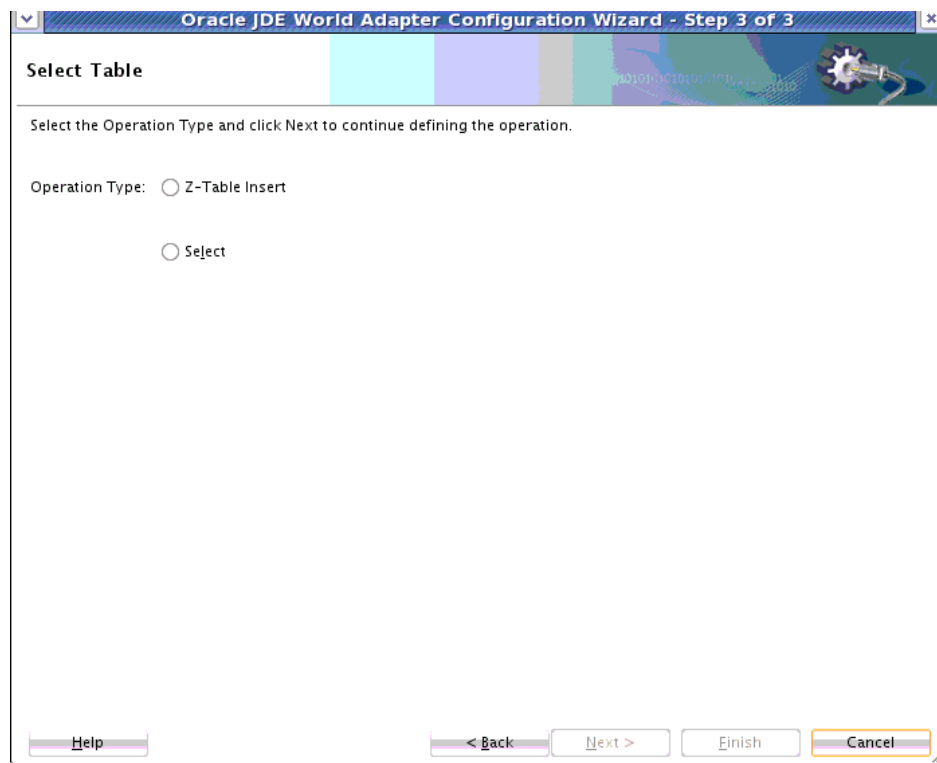 Oracle JDE World Adapter Configuration Wizard - Step 3 of 3
Select Table
Select the Operation Type and click Next to continue defining the operation.
Operation Type: Z-Table Insert
Select
Help < Back Next > Finish Cancel